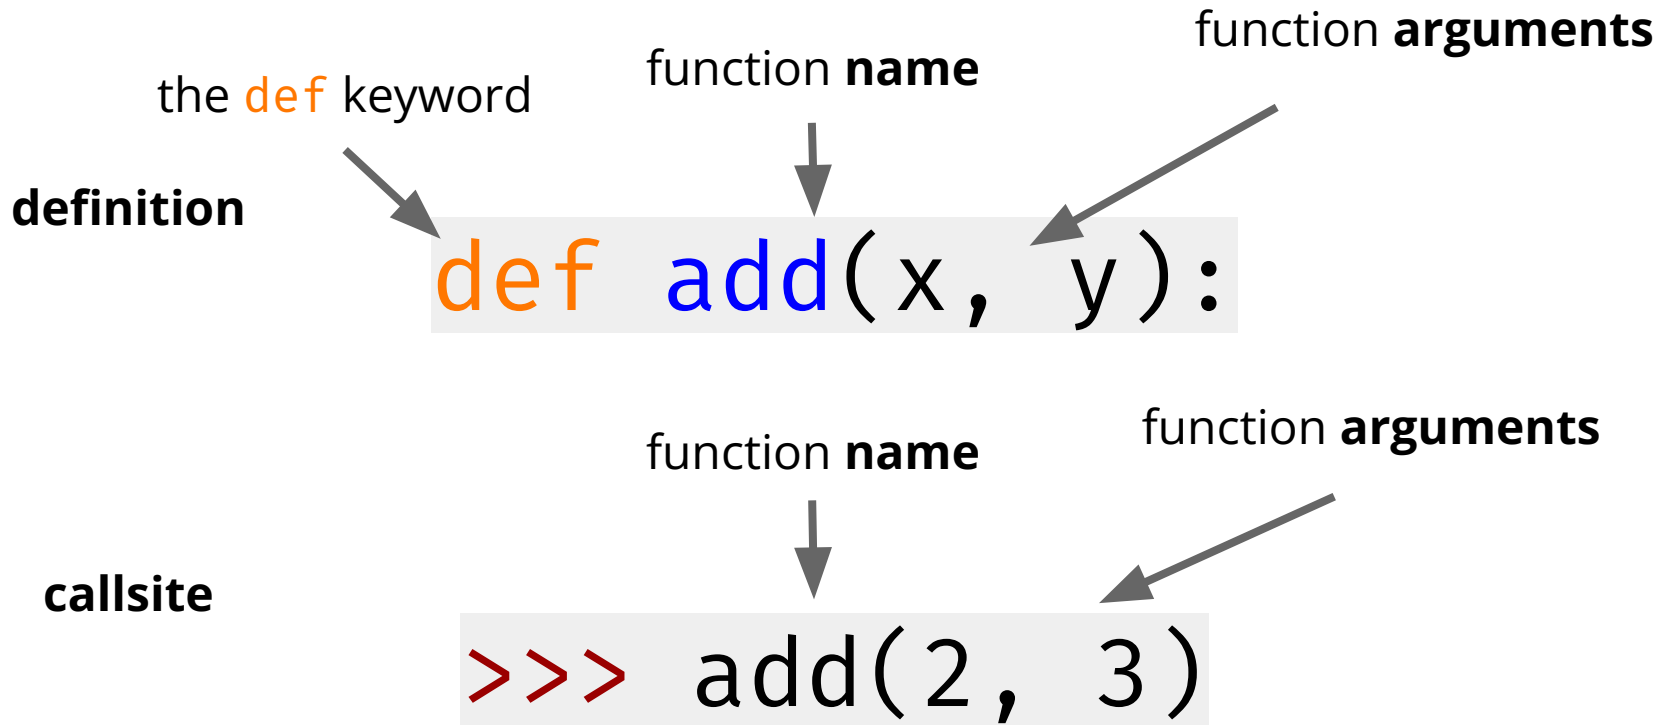 function arguments
function name
the def keyword
definition
def add(x, y):
function arguments
function name
callsite
>>> add(2, 3)